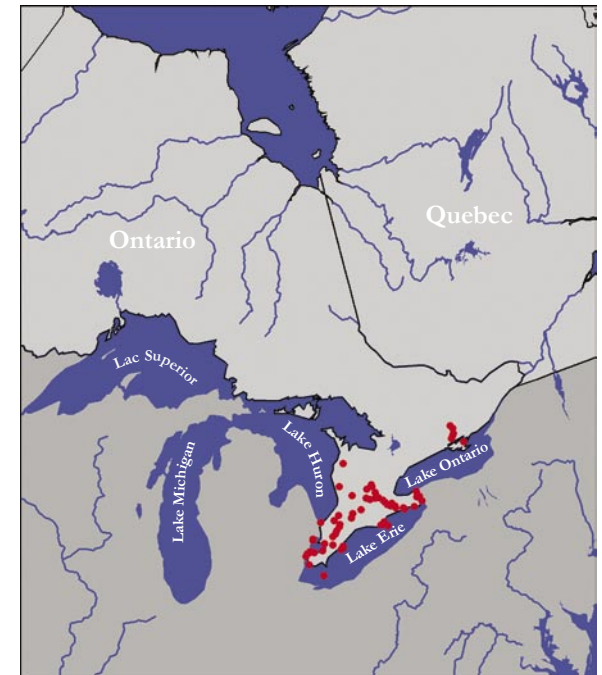 Ontario
Quebec
Lac Superior
Lake Michigan
Lake Huron
Lake Ontario
Lake Erie